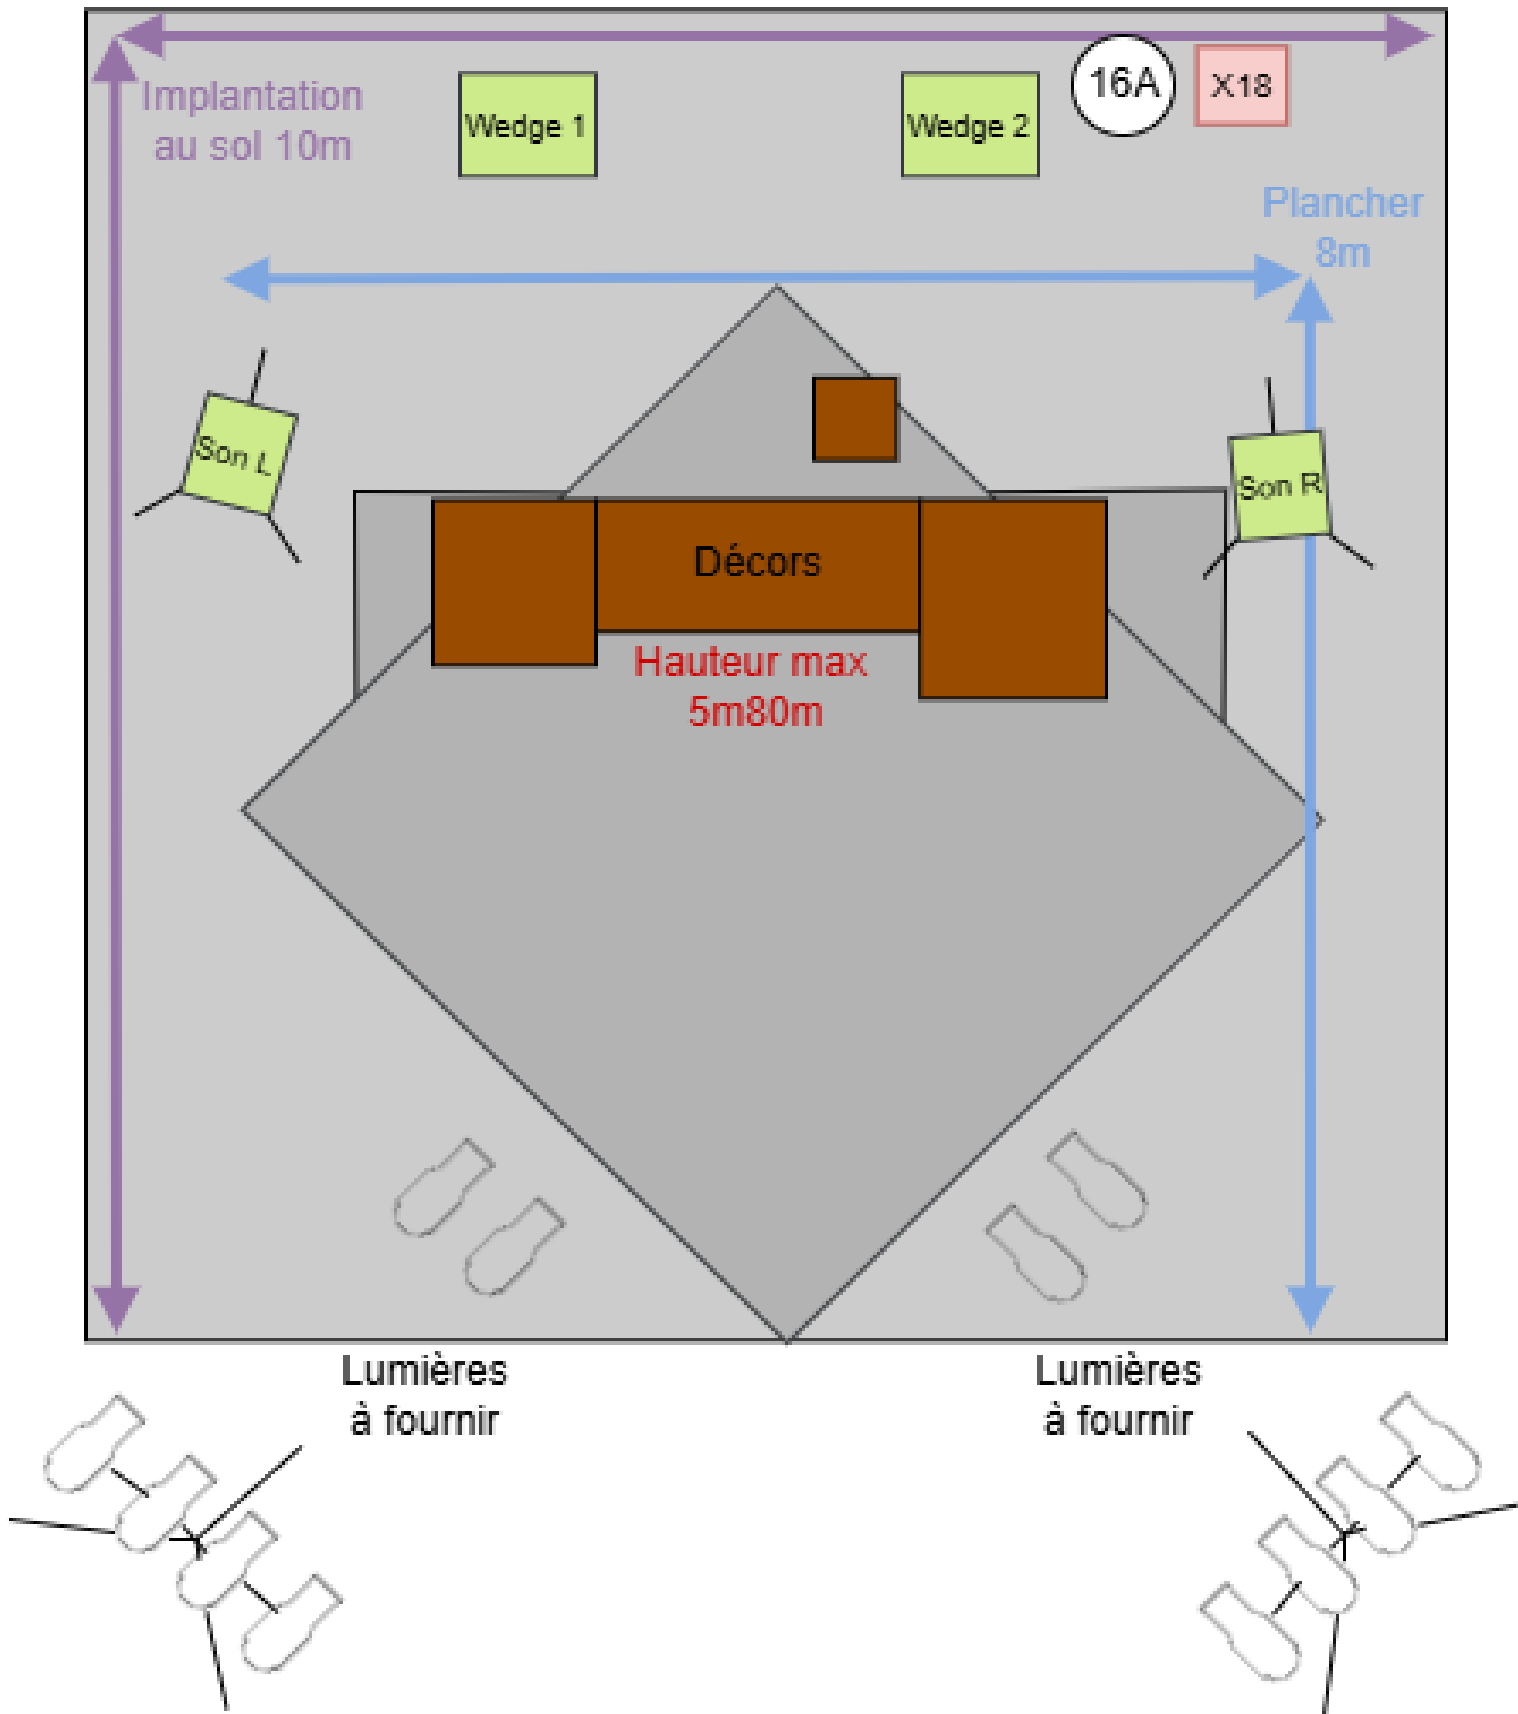 16A
X18
Implantation
au sol 10m
Wedge 1
Wedge 2
Plancher
8m
Son L
Son R
Décors
Hauteur max
5m80m
Lumières
à fournir
Lumières
à fournir